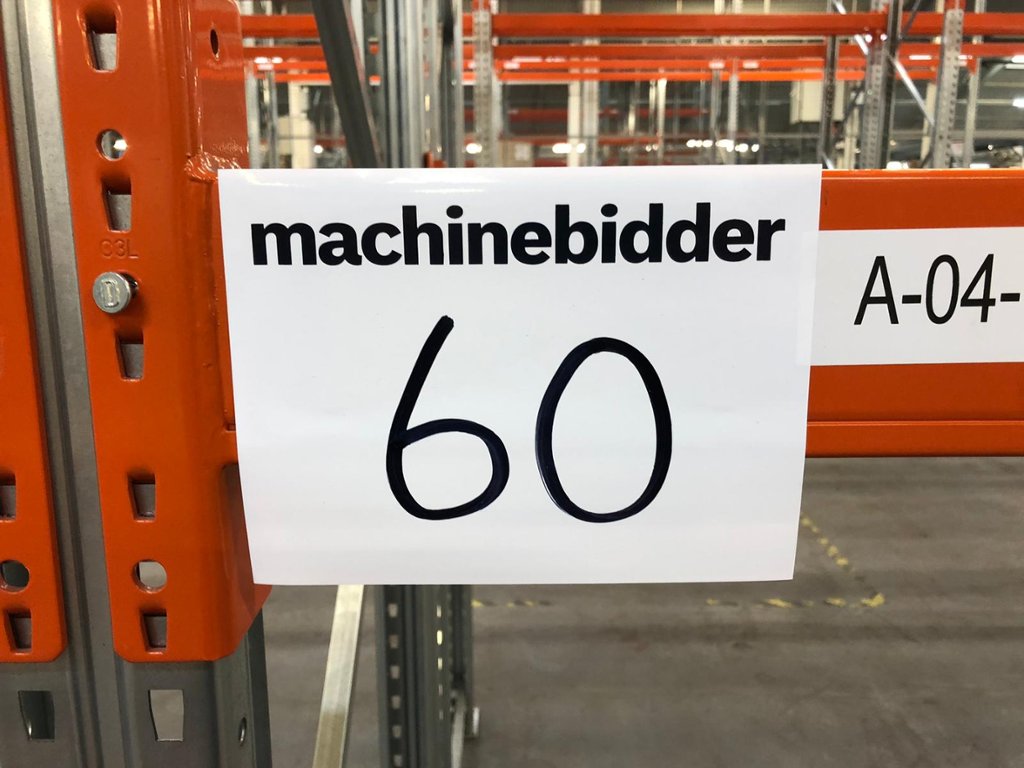 machinebidder
60
A-04-
C3L